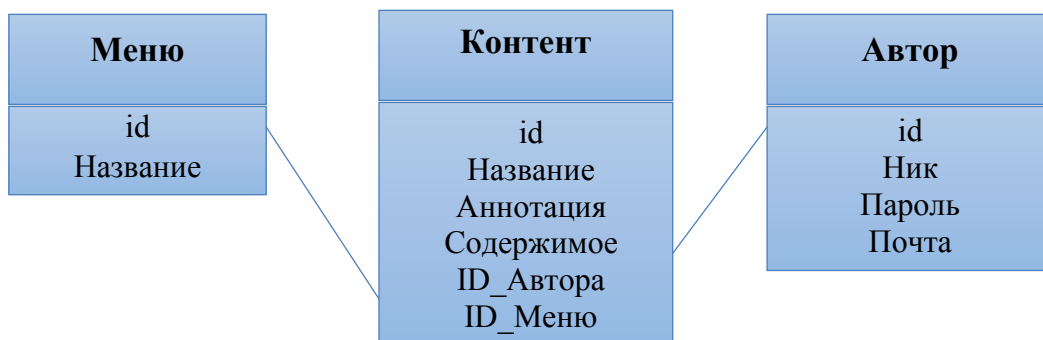 Меню
id
Название
Контент
id
Название
Аннотация
Содержимое
ID_Автора
ID_Меню
Автор
id
Ник
Пароль
Почта